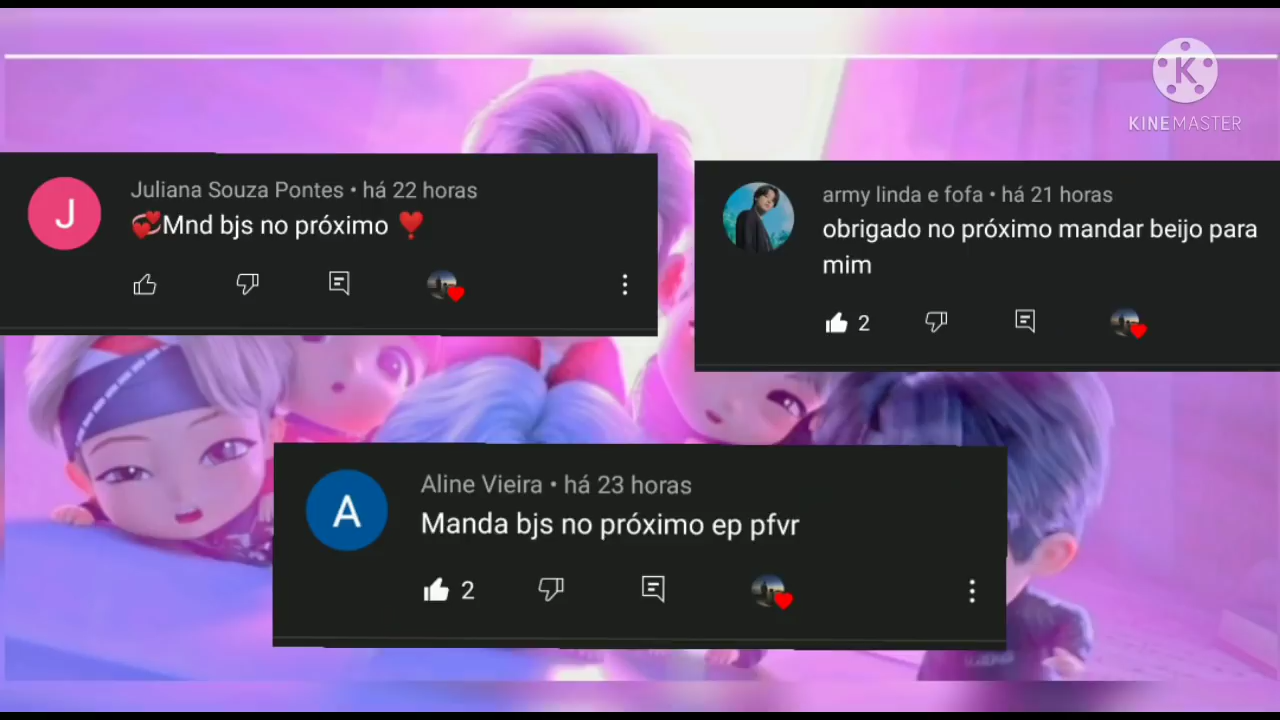 KINEMASTER
J
Juliana Souza Pontes • há 22 horas
💞Mnd bjs no próximo ❣️
army linda e fofa • há 21 horas
obrigado no próximo mandar beijo para
mim
2
A
Aline Vieira • há 23 horas
Manda bjs no próximo ep pfvr
2